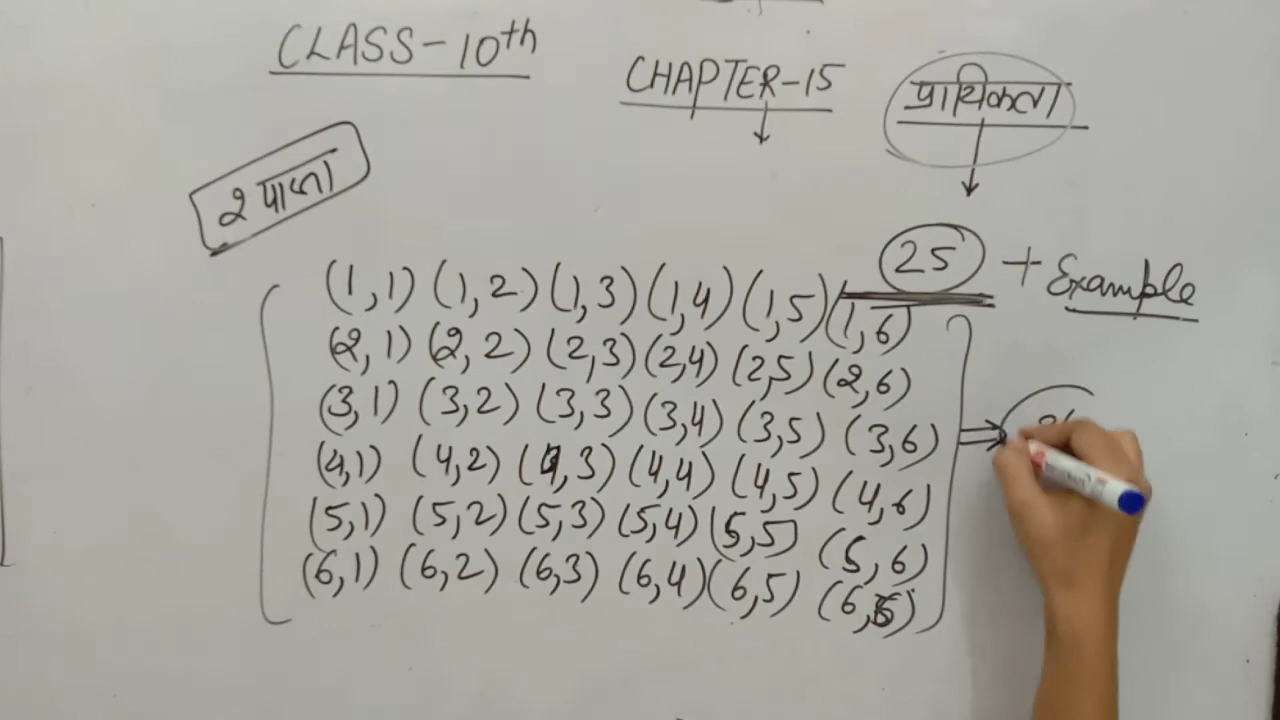 CLASS-10th
CHAPTER-15
प्रायिकता
2 पाजा
25 + Example
(1,1) (1,2) (1,3) (1,4) (1,5) (1,6)
(2,1) (2,2) (2,3) (2,4) (2,5) (2,6)
(3,1) (3,2) (3,3) (3,4) (3,5) (3,6)
(4,1) (4,2) (4,3) (4,4) (4,5) (4,6)
(5,1) (5,2) (5,3) (5,4) (5,5) (5,6)
(6,1) (6,2) (6,3) (6,4) (6,5) (6,6)